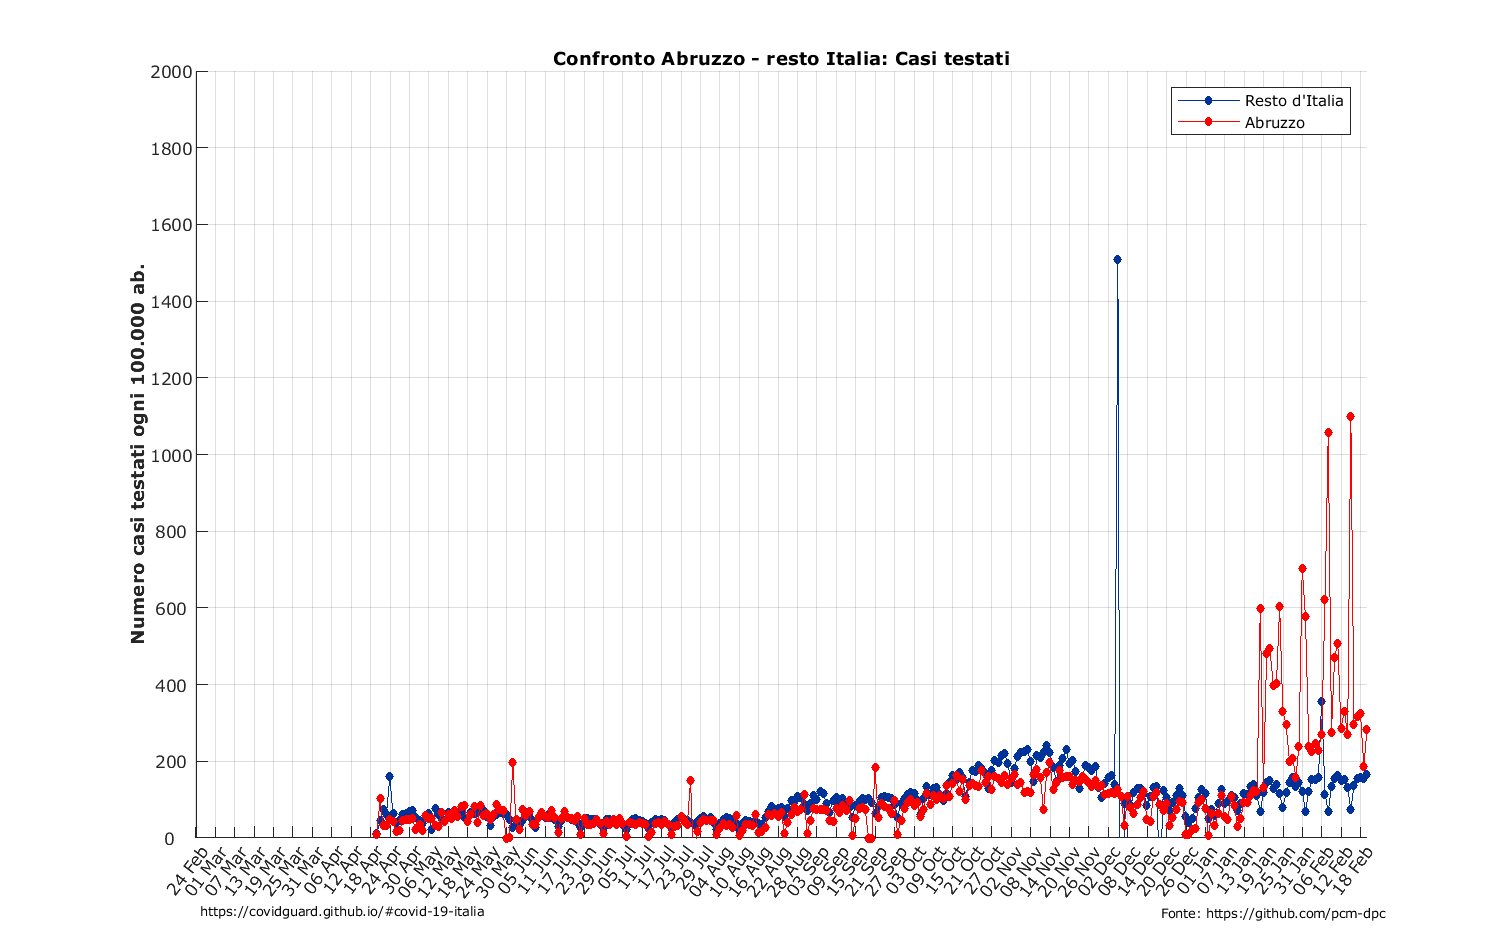 Confronto Abruzzo - resto Italia: Casi testati
Resto d'Italia
Abruzzo
Numero casi testati ogni 100.000 ab.
2000
1800
1600
1400
1200
1000
800
600
400
200
0
24 Feb
01 Mar
07 Mar
13 Mar
19 Mar
25 Mar
31 Mar
06 Apr
12 Apr
18 Apr
24 Apr
30 Apr
06 May
12 May
18 May
24 May
30 May
05 Jun
11 Jun
17 Jun
23 Jun
29 Jun
05 Jul
11 Jul
17 Jul
23 Jul
29 Jul
04 Aug
10 Aug
16 Aug
22 Aug
28 Aug
03 Sep
09 Sep
15 Sep
21 Sep
27 Sep
03 Oct
09 Oct
15 Oct
21 Oct
27 Oct
02 Nov
08 Nov
14 Nov
20 Nov
26 Nov
02 Dec
08 Dec
14 Dec
20 Dec
26 Dec
01 Jan
07 Jan
13 Jan
19 Jan
25 Jan
31 Jan
06 Feb
12 Feb
18 Feb
https://covidguard.github.io/#covid-19-italia
Fonte: https://github.com/pcm-dpc